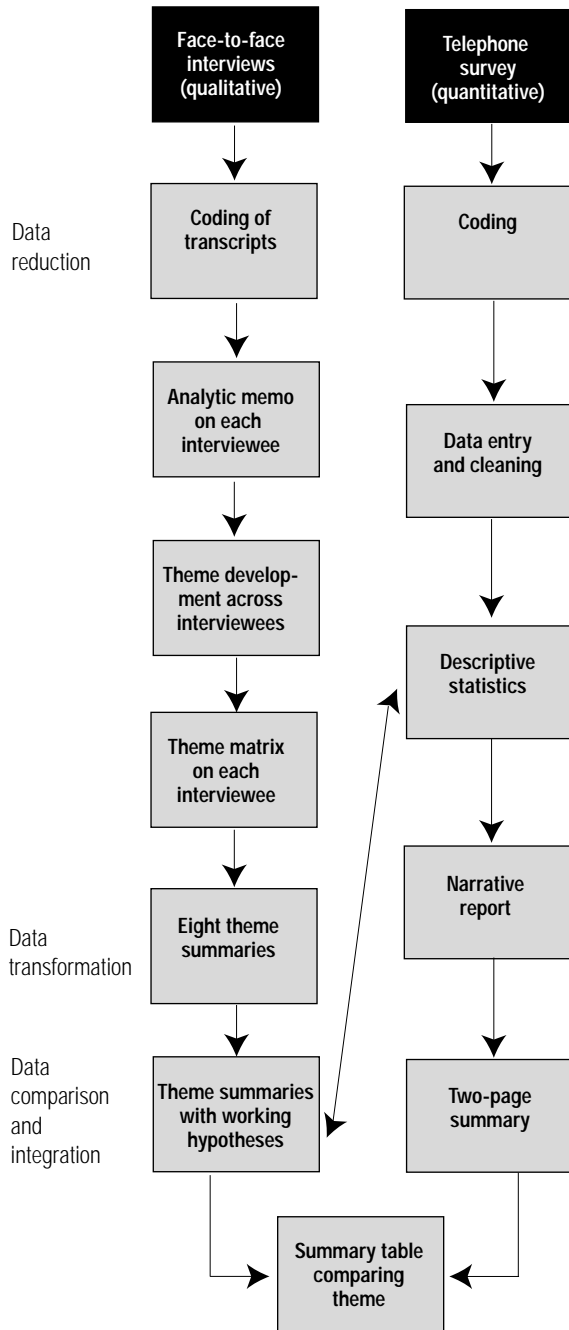 Face-to-face
interviews
(qualitative)
Telephone
survey
(quantitative)
Data
reduction
Coding of
transcripts
Coding
Analytic memo
on each
interviewee
Data entry
and cleaning
Theme develop-
ment across
interviewees
Descriptive
statistics
Theme matrix
on each
interviewee
Narrative
report
Data
transformation
Eight theme
summaries
Data
comparison
and
integration
Theme summaries
with working
hypotheses
Two-page
summary
Summary table
comparing
theme